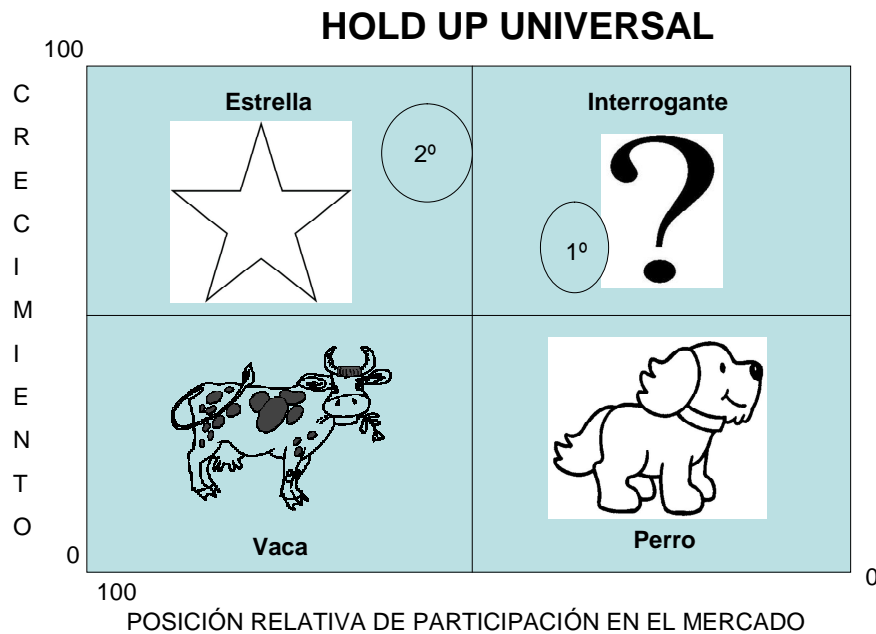 HOLD UP UNIVERSAL
100
CRECIMIENTO
Estrella
Interrogante
2º
1º
Vaca
Perro
0
100
0
POSICIÓN RELATIVA DE PARTICIPACIÓN EN EL MERCADO